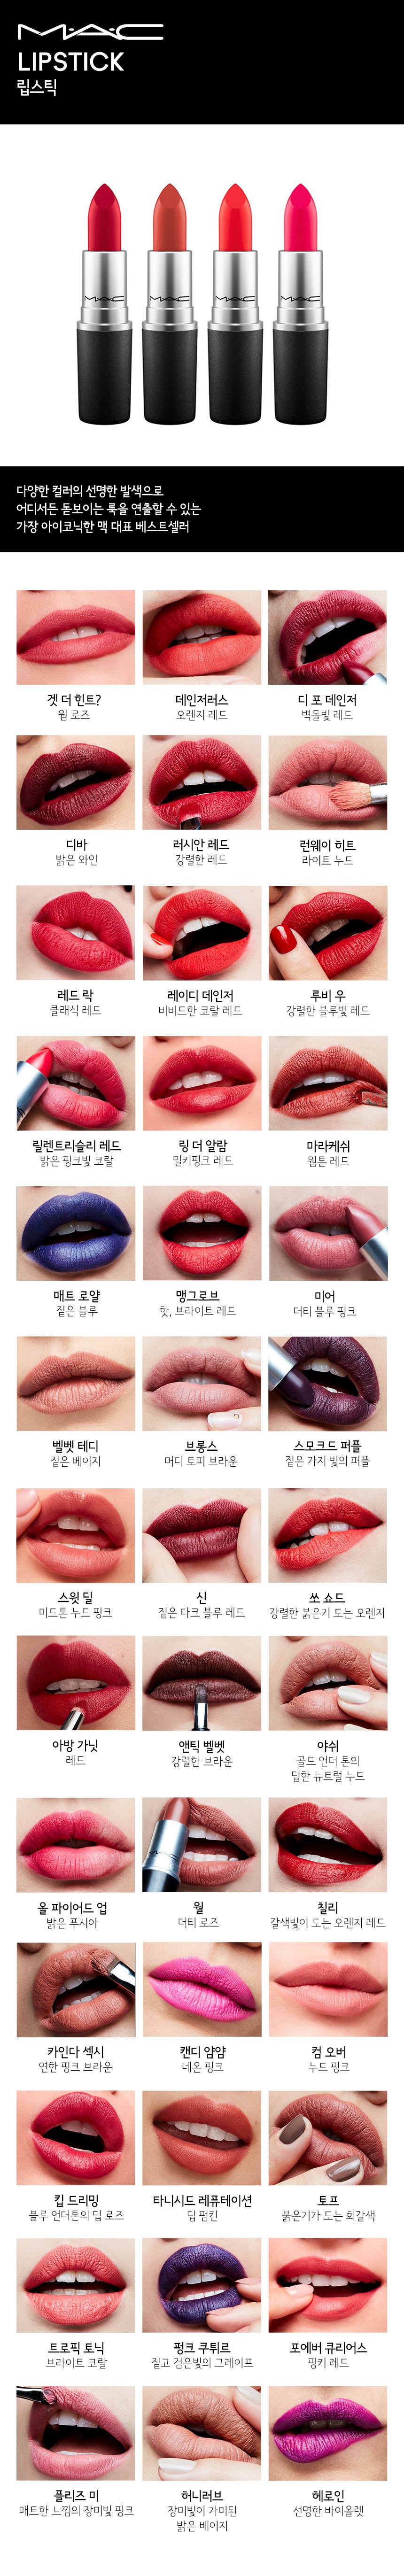 MAC
LIPSTICK
립스틱
MAC MAC MAC MAC
다양한 컬러의 선명한 발색으로
어디서든 돋보이는 룩을 연출할 수 있는
가장 아이코닉한 맥 대표 베스트셀러
겟 더 힌트?
웜 로즈
데인저러스
오렌지 레드
디 포 데인저
벽돌빛 레드
디바
밝은 와인
러시안 레드
강렬한 레드
런웨이 히트
라이트 누드
레드 락
클래식 레드
레이디 데인저
비비드한 코랄 레드
루비 우
강렬한 블루빛 레드
릴렌트리슬리 레드
밝은 핑크빛 코랄
링 더 알람
밀키핑크 레드
마라케쉬
웜톤 레드
매트 로얄
짙은 블루
맹그로브
핫, 브라이트 레드
미어
더티 블루 핑크
벨벳 테디
짙은 베이지
브롱스
머디 토피 브라운
스모크드 퍼플
짙은 가지 빛의 퍼플
스윗 딜
미드톤 누드 핑크
신
짙은 다크 블루 레드
쏘 쇼드
강렬한 붉은기 도는 오렌지
아방 가닛
레드
앤틱 벨벳
강렬한 브라운
야쉬
골드 언더 톤의
딥한 뉴트럴 누드
올 파이어드 업
밝은 푸시아
월
더티 로즈
칠리
갈색빛이 도는 오렌지 레드
카인다 섹시
연한 핑크 브라운
캔디 얌얌
네온 핑크
컴 오버
누드 핑크
킵 드리밍
블루 언더톤의 딥 로즈
타니시드 레퓨테이션
딥 펌킨
토프
붉은기가 도는 회갈색
트로픽 토닉
브라이트 코랄
펑크 쿠튀르
짙고 검은빛의 그레이프
포에버 큐리어스
핑키 레드
플리즈 미
매트한 느낌의 장미빛 핑크
허니러브
장미빛이 가미된
밝은 베이지
헤로인
선명한 바이올렛